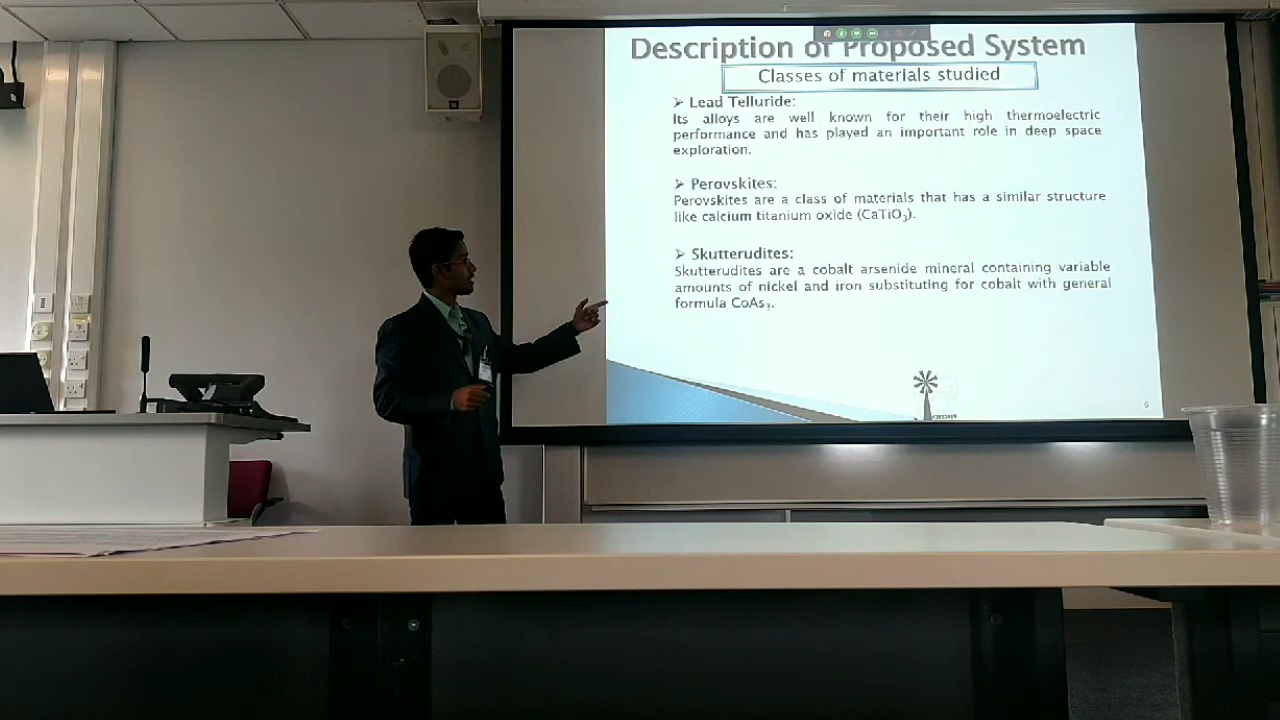 Description of Proposed System
Classes of materials studied
➢ Lead Telluride:
Its alloys are well known for their high thermoelectric
performance and has played an important role in deep space
exploration.
➢ Perovskites:
Perovskites are a class of materials that has a similar structure
like calcium titanium oxide (CaTiO₃).
➢ Skutterudites:
Skutterudites are a cobalt arsenide mineral containing variable
amounts of nickel and iron substituting for cobalt with general
formula CoAs₃.